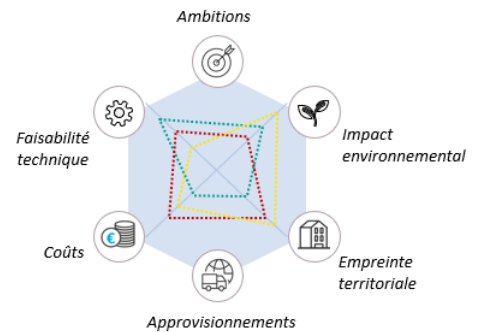 Ambitions
Faisabilité
technique
Impact
environnemental
Coûts
€
Empreinte
territoriale
Approvisionnements